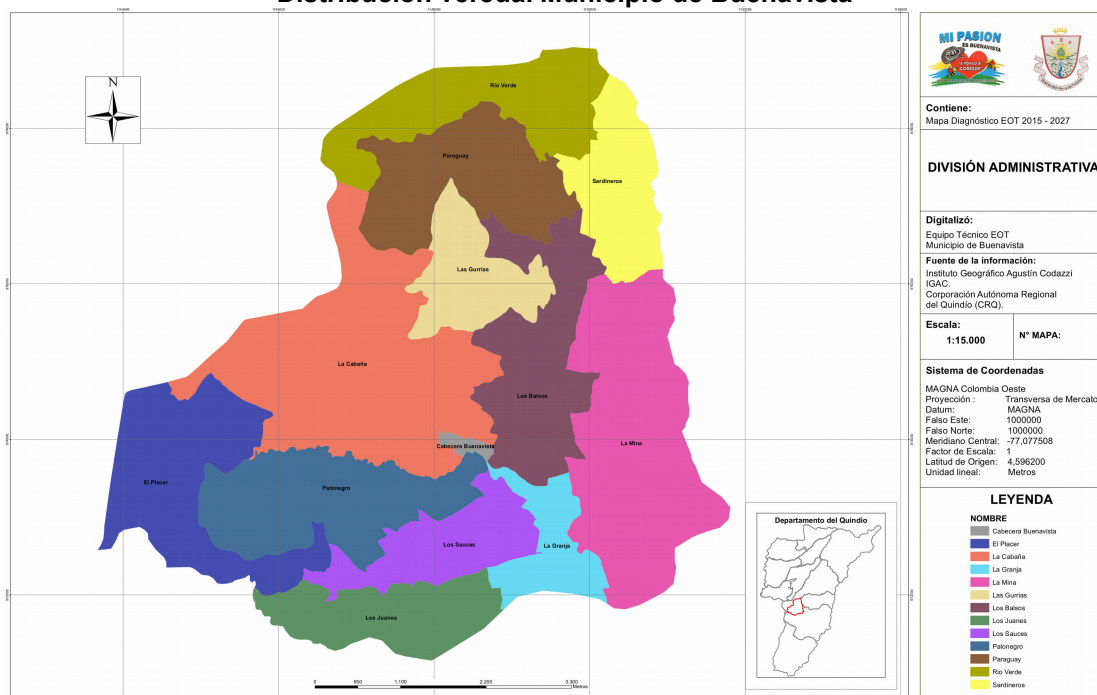 Distribución Veredal Municipio de Buenavista
N
Rio Verde
Paraguay
Sardineros
Las Gurrias
La Cabaña
Los Balsos
La Mina
Cabecera Buenavista
El Placer
Palonegro
Los Sauces
La Granja
Los Juanes
0 550 1.100 2.200 3.300
Metros
Departamento del Quindío
MI PASION
ES BUENAVISTA
Contiene:
Mapa Diagnóstico EOT 2015 - 2027
DIVISIÓN ADMINISTRATIVA
Digitalizó:
Equipo Técnico EOT
Municipio de Buenavista
Fuente de la información:
Instituto Geográfico Agustín Codazzi
IGAC.
Corporación Autónoma Regional
del Quindío (CRQ).
Escala:
1:15.000
N° MAPA:
Sistema de Coordenadas
MAGNA Colombia Oeste
Proyección : Transversa de Mercato
Datum: MAGNA
Falso Este: 1000000
Falso Norte: 1000000
Meridiano Central: -77,077508
Factor de Escala: 1
Latitud de Origen: 4,596200
Unidad lineal: Metros
LEYENDA
NOMBRE
Cabecera Buenavista
El Placer
La Cabaña
La Granja
La Mina
Las Gurrias
Los Balsos
Los Juanes
Los Sauces
Palonegro
Paraguay
Rio Verde
Sardineros